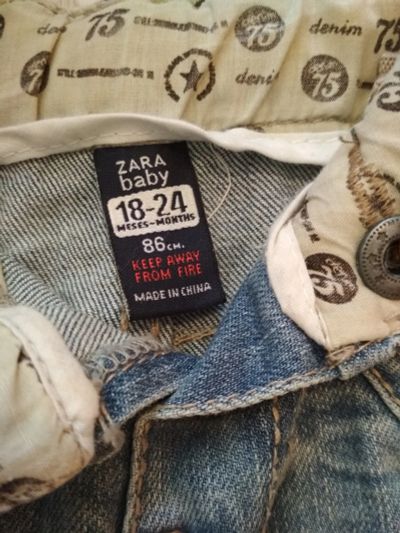 75
denim
75
75
denim
75
ZARA
baby
18-24
MESES-MONTHS
86 CM.
KEEP AWAY
FROM FIRE
MADE IN CHINA
75